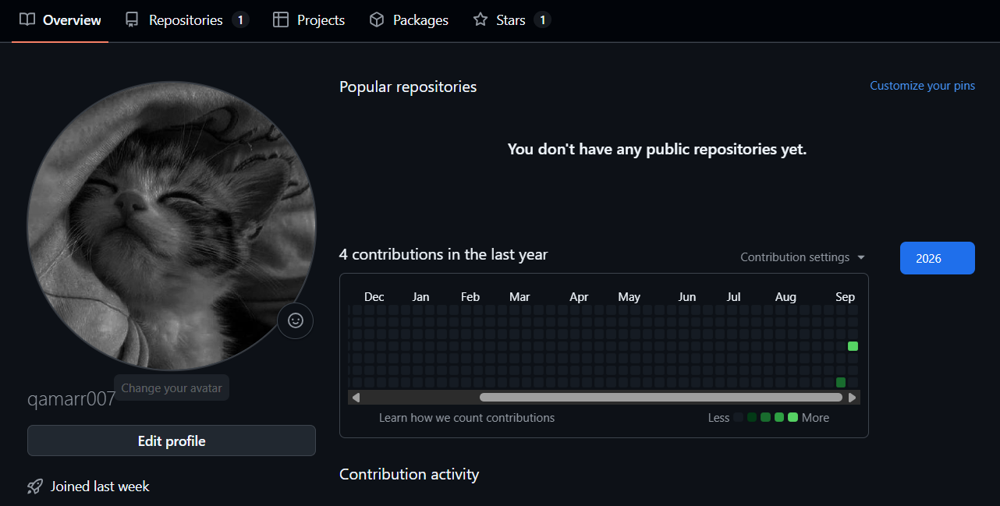 Overview Repositories 1 Projects Packages Stars 1
Popular repositories Customize your pins
You don't have any public repositories yet.
4 contributions in the last year Contribution settings 2026
Dec Jan Feb Mar Apr May Jun Jul Aug Sep
Learn how we count contributions Less More
Contribution activity
Change your avatar
qamarr007
Edit profile
Joined last week